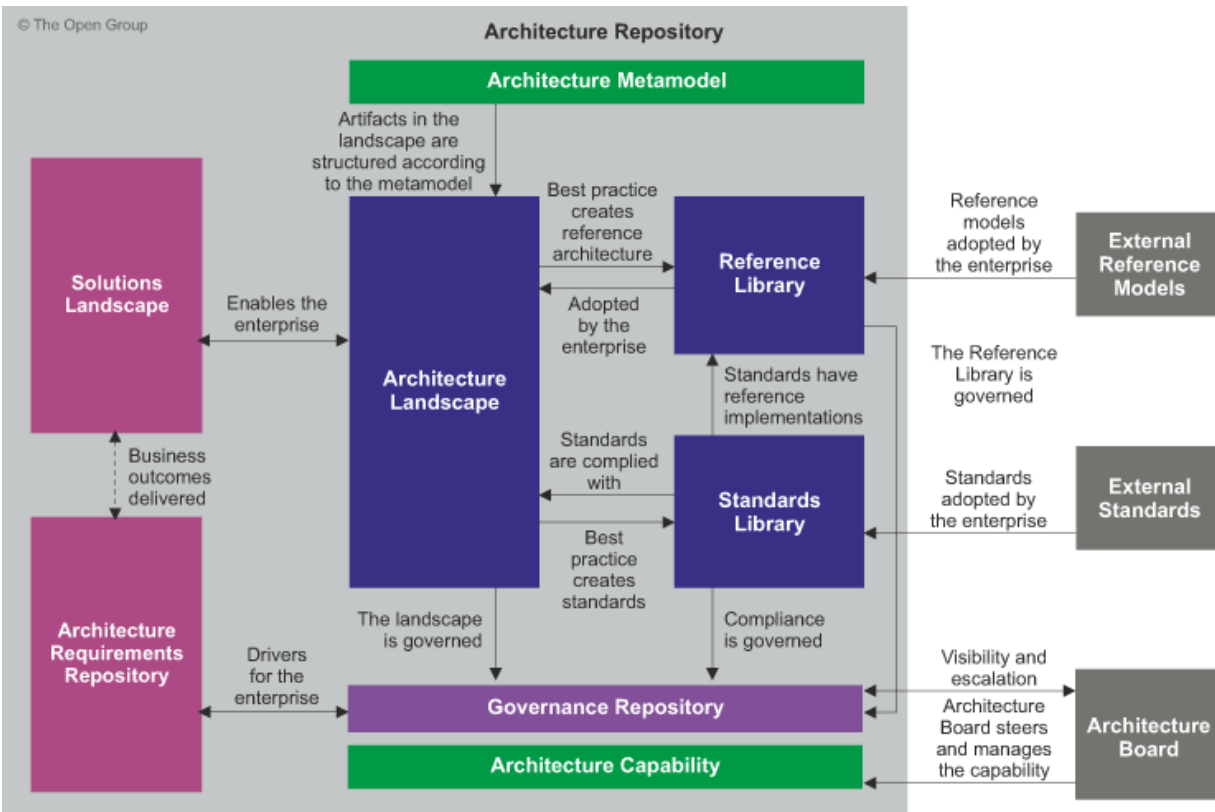 © The Open Group
Architecture Repository
Architecture Metamodel
Artifacts in the
landscape are
structured according
to the metamodel
Solutions
Landscape
Enables the
enterprise
Architecture
Landscape
Best practice
creates
reference
architecture
Adopted
by the
enterprise
Reference
Library
Reference
models
adopted by
the enterprise
External
Reference
Models
The Reference
Library is
governed
Standards have
reference
implementations
Business
outcomes
delivered
Standards
are complied
with
Best
practice
creates
standards
Standards
Library
Standards
adopted by
the enterprise
External
Standards
Architecture
Requirements
Repository
Drivers
for the
enterprise
The landscape
is governed
Compliance
is governed
Governance Repository
Visibility and
escalation
Architecture
Board steers
and manages
the capability
Architecture
Board
Architecture Capability